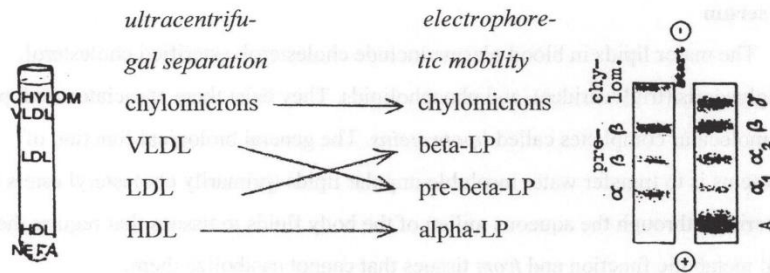 ultracentrifu-
gal separation
electrophore-
tic mobility
chylomicrons
chylomicrons
VLDL
beta-LP
LDL
pre-beta-LP
HDL
alpha-LP
CHYLOM
VLDL
LDL
HDL
NEFA
-
start
chy-
lom.
β
pre-
β
α
γ
β
α₂
α₁
A
+